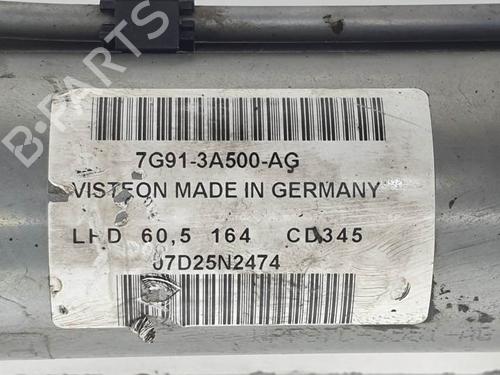 B-PARTS
7G91-3A500-AG
VISTEON MADE IN GERMANY
LHD 60,5 164 CD345
07D25N2474